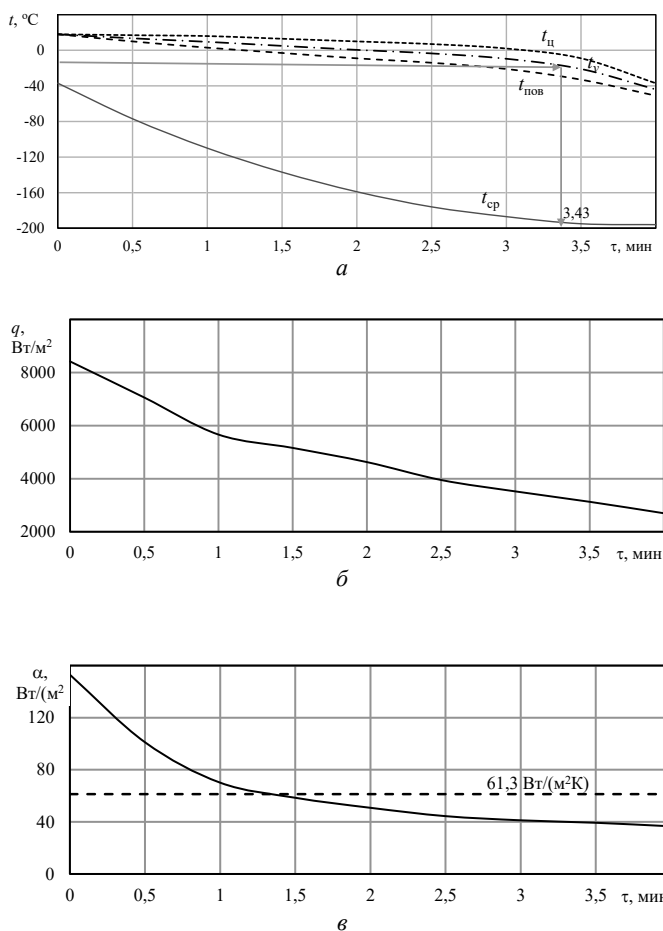 t, ºC
0
-40
-80
-120
-160
-200
tц
tу
tпов
tср
3,43
0 0,5 1 1,5 2 2,5 3 3,5 τ, мин
а
q,
Вт/м²
8000
6000
4000
2000
0 0,5 1 1,5 2 2,5 3 3,5 τ, мин
б
α,
Вт/(м²
120
80
40
0
61,3 Вт/(м²К)
0 0,5 1 1,5 2 2,5 3 3,5 τ, мин
в